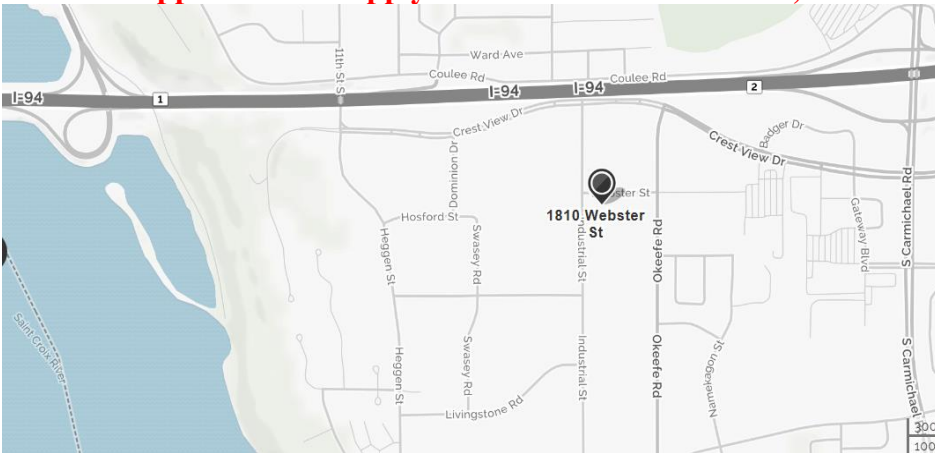 Ward Ave
11th St S
Coulee Rd
Coulee Rd
I-94
1
I-94
I-94
2
Crest View Dr
Crest View Dr
Badger Dr
Dominion Dr
1810 Webster
St
Hosford St
Heggen St
Swasey Rd
Industrial St
Okeefe Rd
Gateway Blvd
S Carmichael Rd
Saint Croix River
Heggen St
Swasey Rd
Industrial St
Okeefe Rd
Namekagon St
S Carmichael
Livingstone Rd
300
100